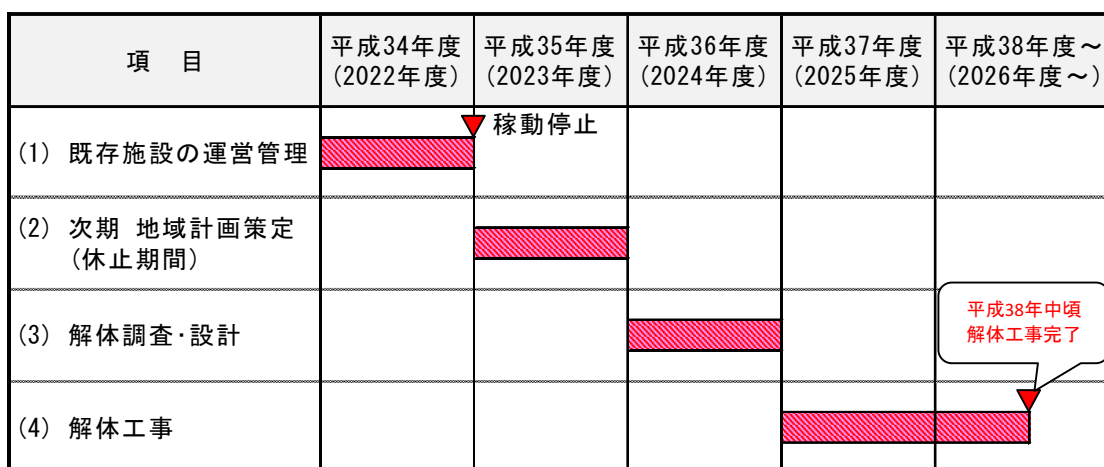 項　目
平成34年度
(2022年度)
平成35年度
(2023年度)
平成36年度
(2024年度)
平成37年度
(2025年度)
平成38年度～
(2026年度～)
(1) 既存施設の運営管理
稼動停止
(2) 次期 地域計画策定
(休止期間)
(3) 解体調査･設計
平成38年中頃
解体工事完了
(4) 解体工事